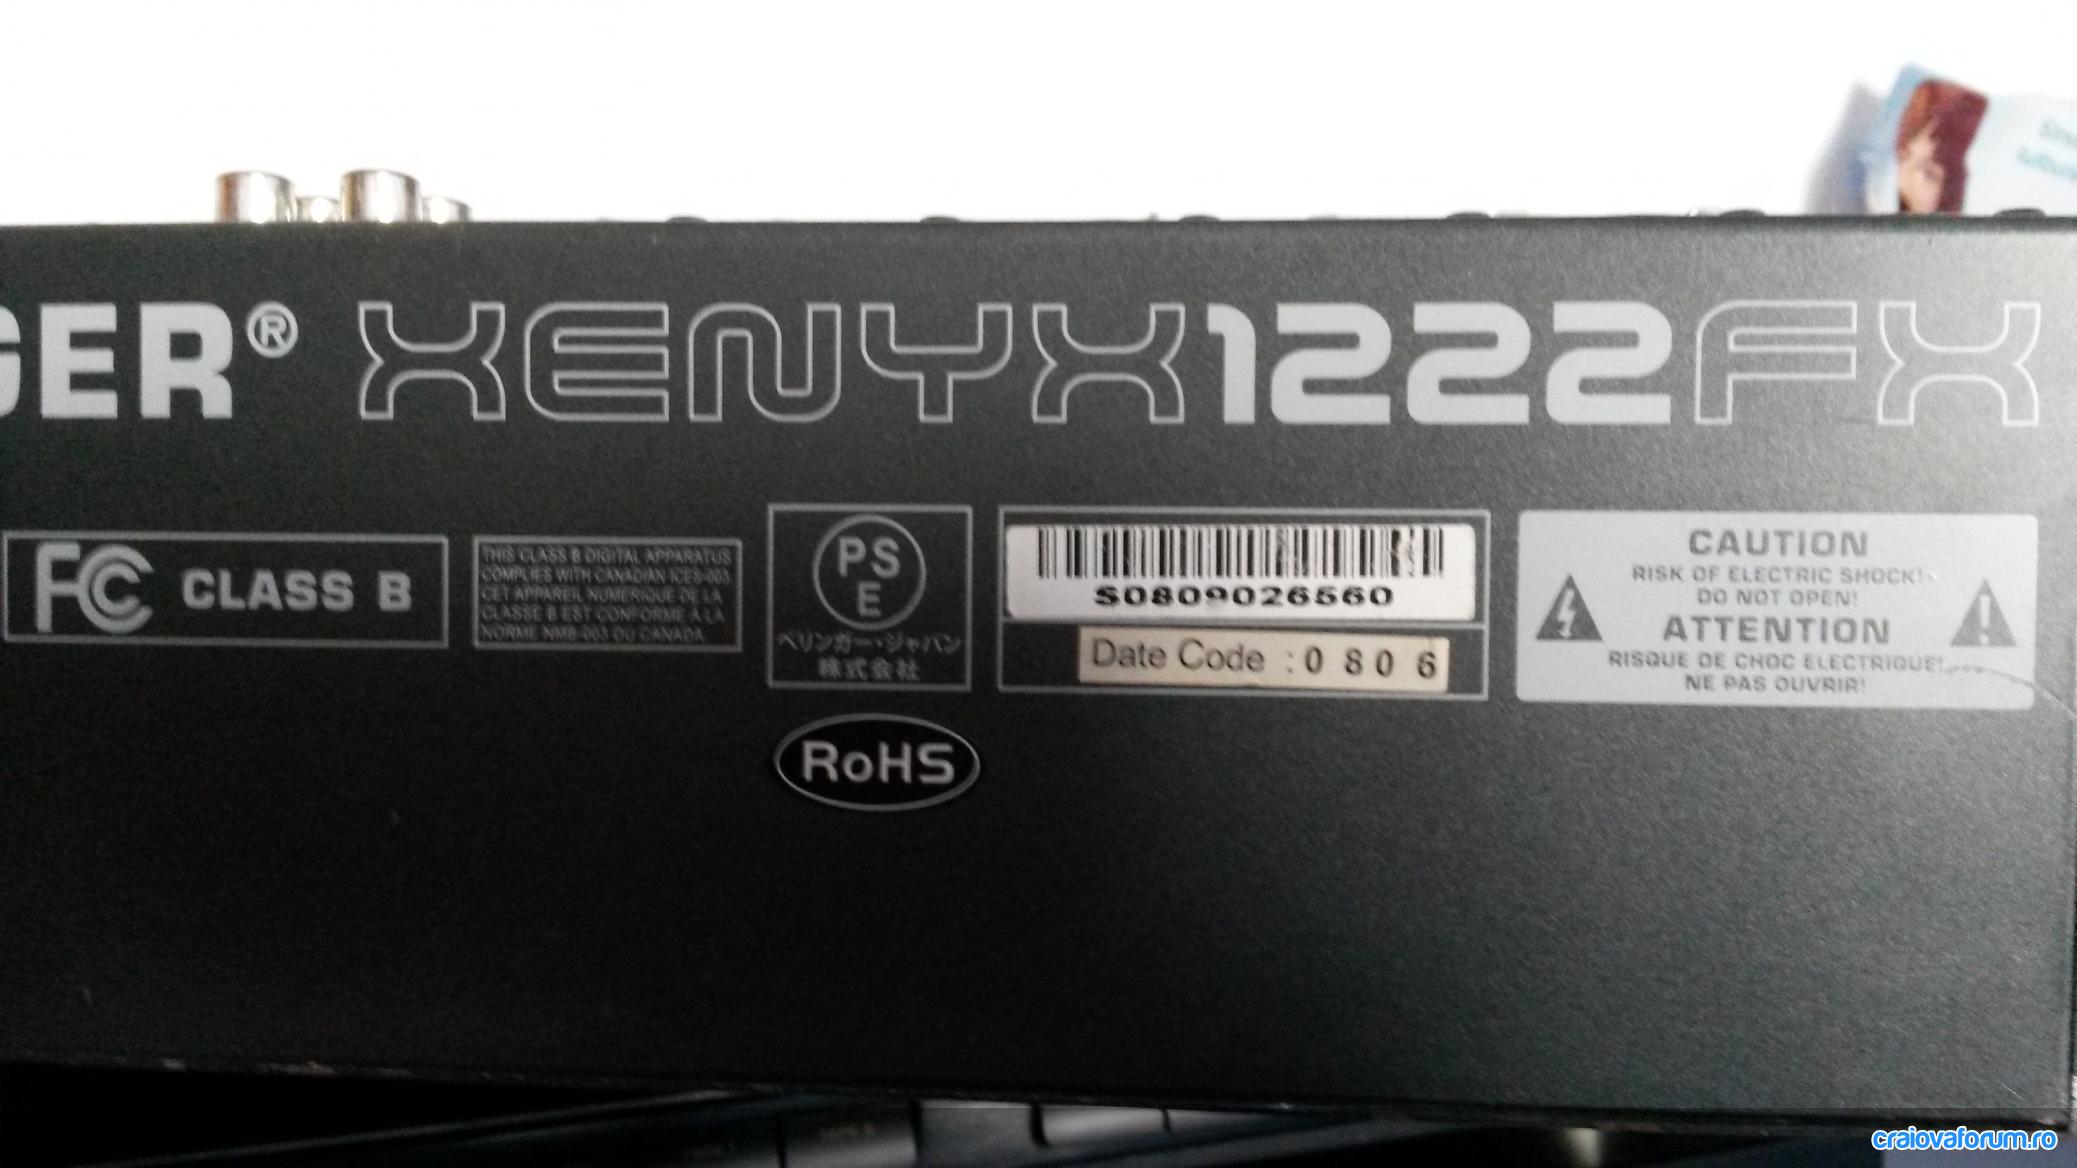 GER® XENYX1222FX
FC CLASS B
THIS CLASS B DIGITAL APPARATUS
COMPLIES WITH CANADIAN ICES-003.
CET APPAREIL NUMERIQUE DE LA
CLASSE B EST CONFORME A LA
NORME NMB-003 DU CANADA.
PS
E
ベリンガー・ジャパン
株式会社
RoHS
S0809026560
Date Code : 0 8 0 6
CAUTION
RISK OF ELECTRIC SHOCK!
DO NOT OPEN!
ATTENTION
RISQUE DE CHOC ELECTRIQUE!
NE PAS OUVRIR!
craiovaforum.ro